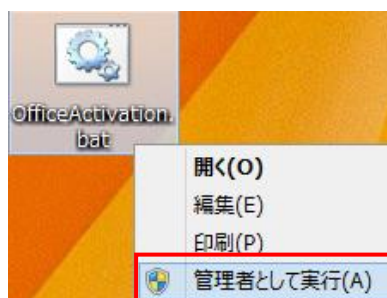 OfficeActivation.
bat
開く(O)
編集(E)
印刷(P)
管理者として実行(A)